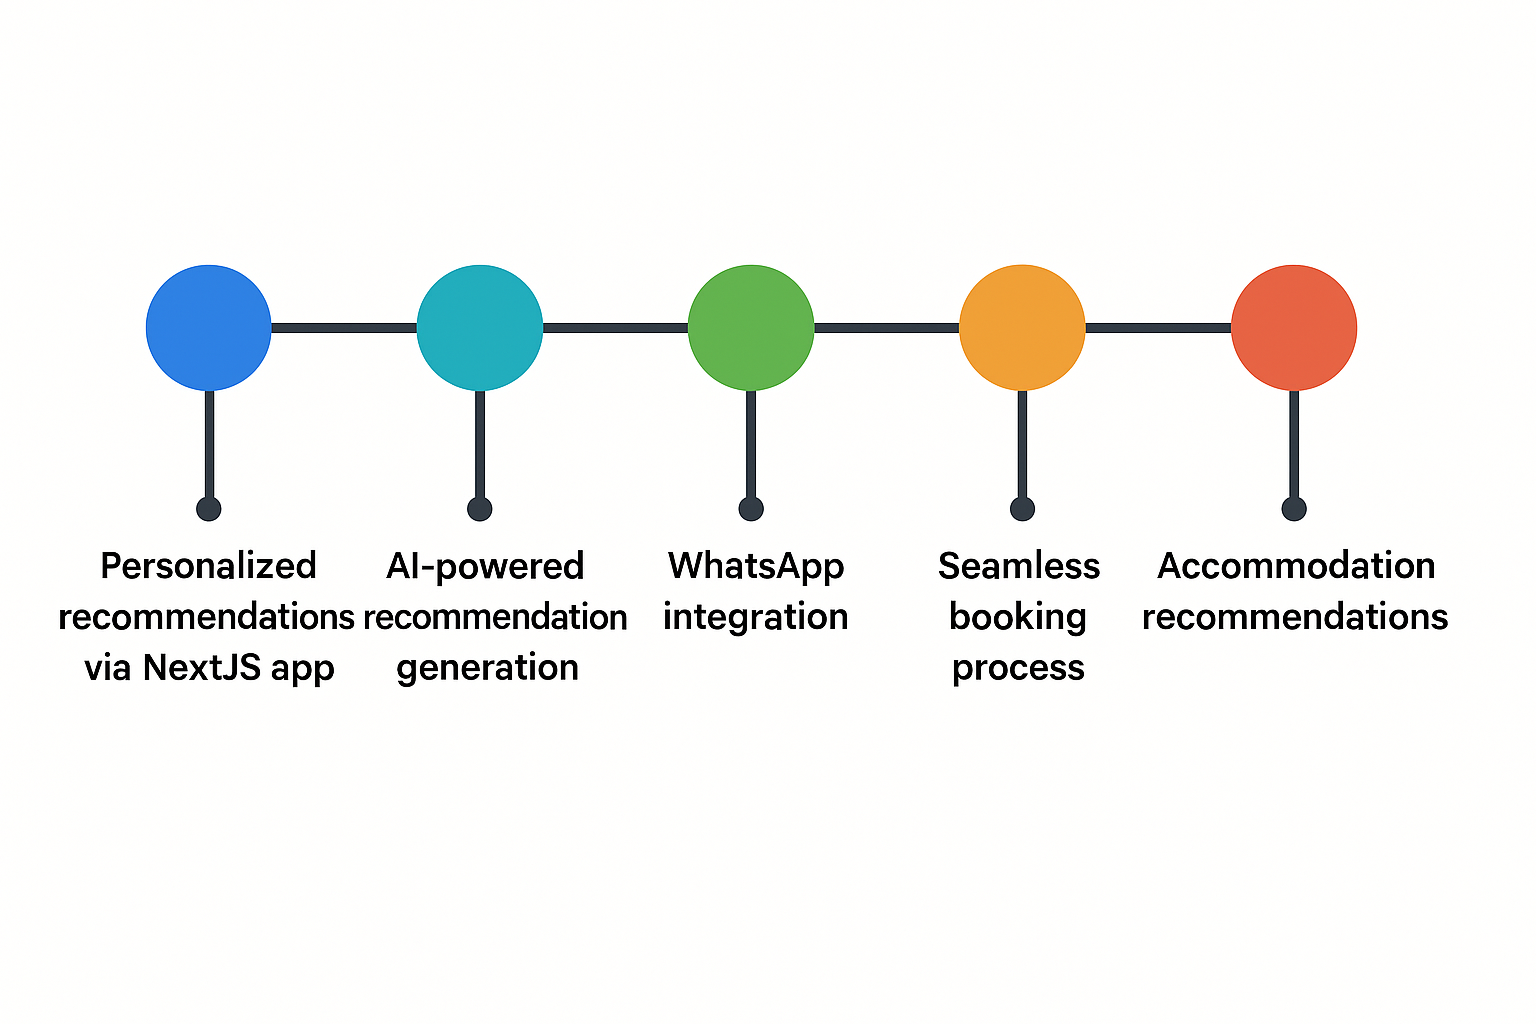 Personalized
recommendations
via NextJS app
AI-powered
recommendation
generation
WhatsApp
integration
Seamless
booking
process
Accommodation
recommendations